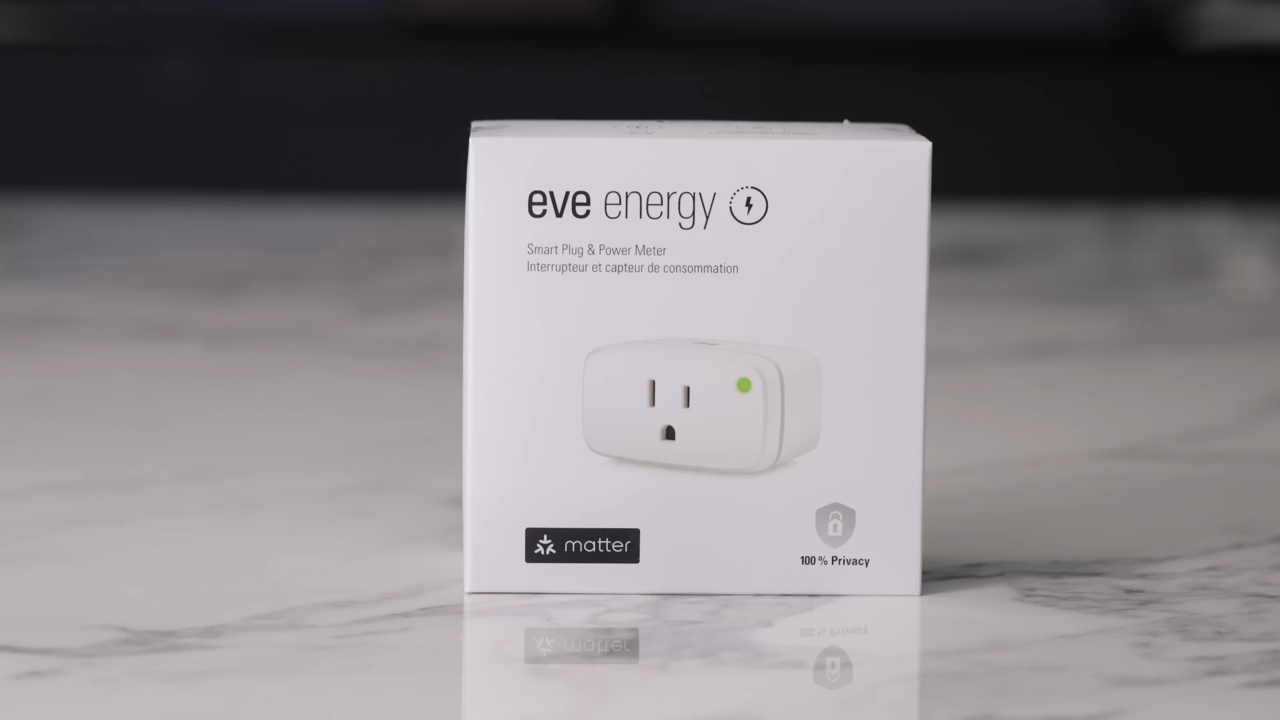 eve energy
Smart Plug & Power Meter
Interrupteur et capteur de consommation
matter
100 % Privacy